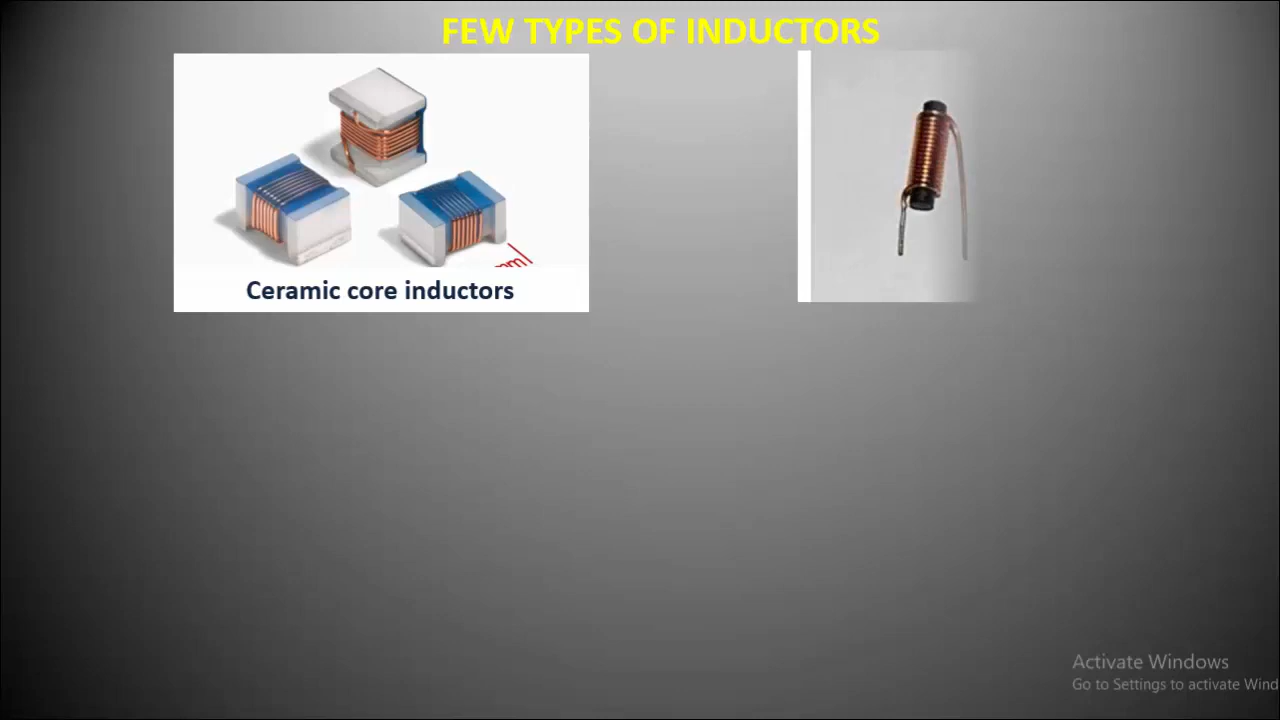 FEW TYPES OF INDUCTORS
Ceramic core inductors
Activate Windows
Go to Settings to activate Wind